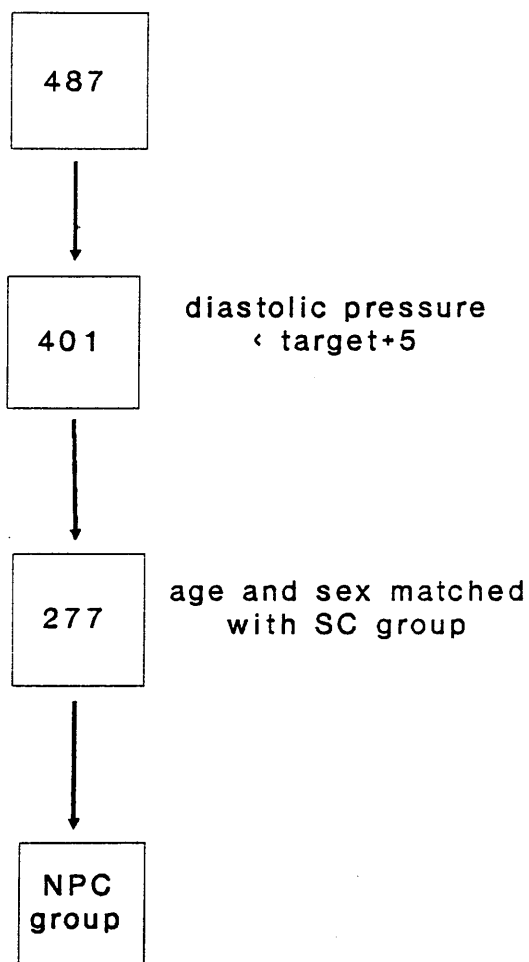 487
401
diastolic pressure
< target+5
277
age and sex matched
with SC group
NPC
group